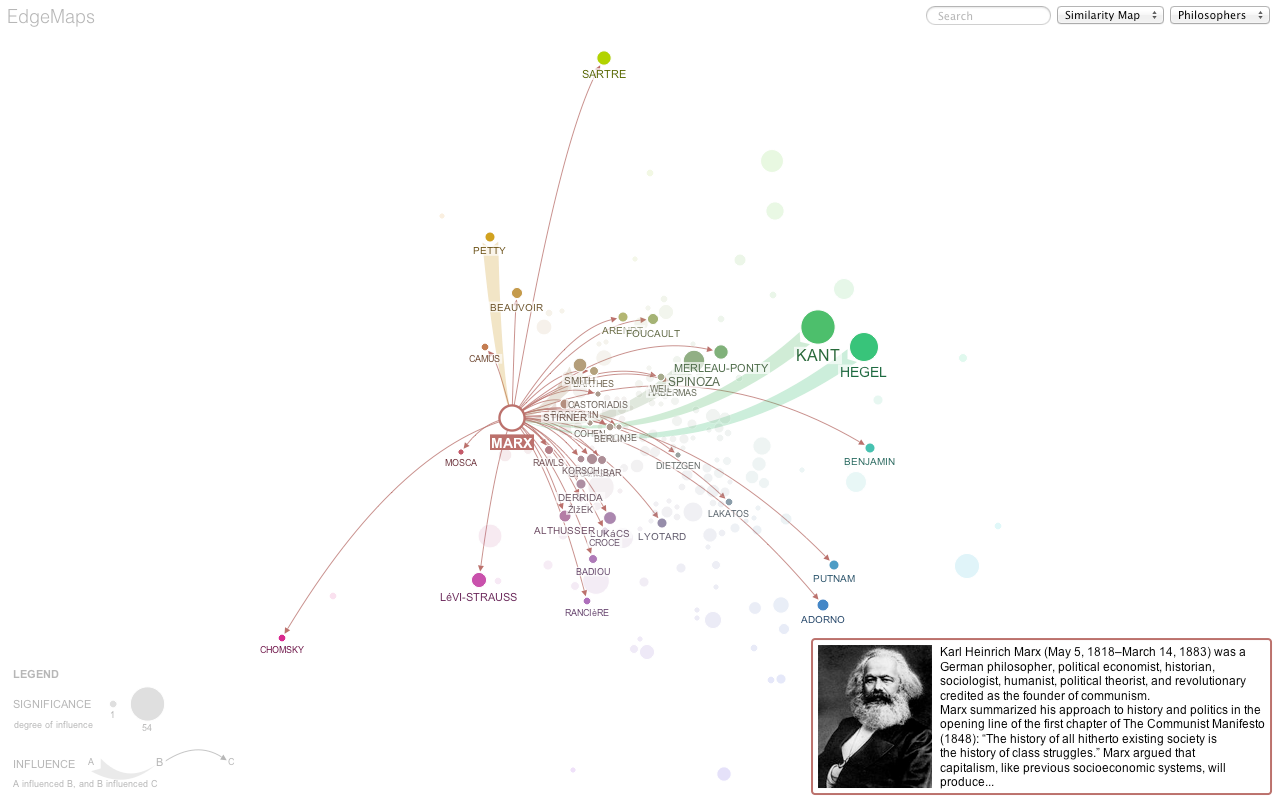 EdgeMaps
Search
Similarity Map
Philosophers
SARTRE
PETTY
BEAUVOIR
ARENDT
FOUCAULT
KANT
CAMUS
MERLEAU-PONTY
HEGEL
SMITH
SPINOZA
WEIL
HABERMAS
CASTORIADIS
STIRNER
COHEN
BERLIN
MARX
MOSCA
RAWLS
BENJAMIN
DIETZGEN
KORSCH
DERRIDA
ŽIžEK
LAKATOS
ALTHUSSER
LUKáCS
CROCE
LYOTARD
BADIOU
PUTNAM
LéVI-STRAUSS
RANCIèRE
ADORNO
CHOMSKY
LEGEND
SIGNIFICANCE
degree of influence
1
54
INFLUENCE
A
B
C
A influenced B, and B influenced C
Karl Heinrich Marx (May 5, 1818–March 14, 1883) was a
German philosopher, political economist, historian,
sociologist, humanist, political theorist, and revolutionary
credited as the founder of communism.
Marx summarized his approach to history and politics in the
opening line of the first chapter of The Communist Manifesto
(1848): “The history of all hitherto existing society is
the history of class struggles.” Marx argued that
capitalism, like previous socioeconomic systems, will
produce...